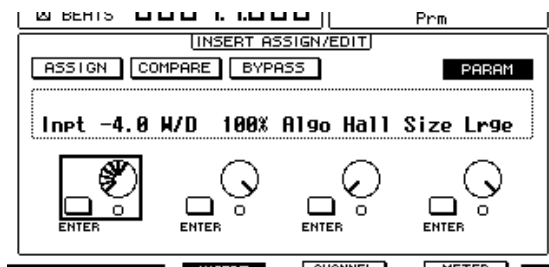 BEATS Prm
INSERT ASSIGN/EDIT
ASSIGN COMPARE BYPASS PARAM
Inpt -4.0 W/D 100% Algo Hall Size Lrge
ENTER ENTER ENTER ENTER